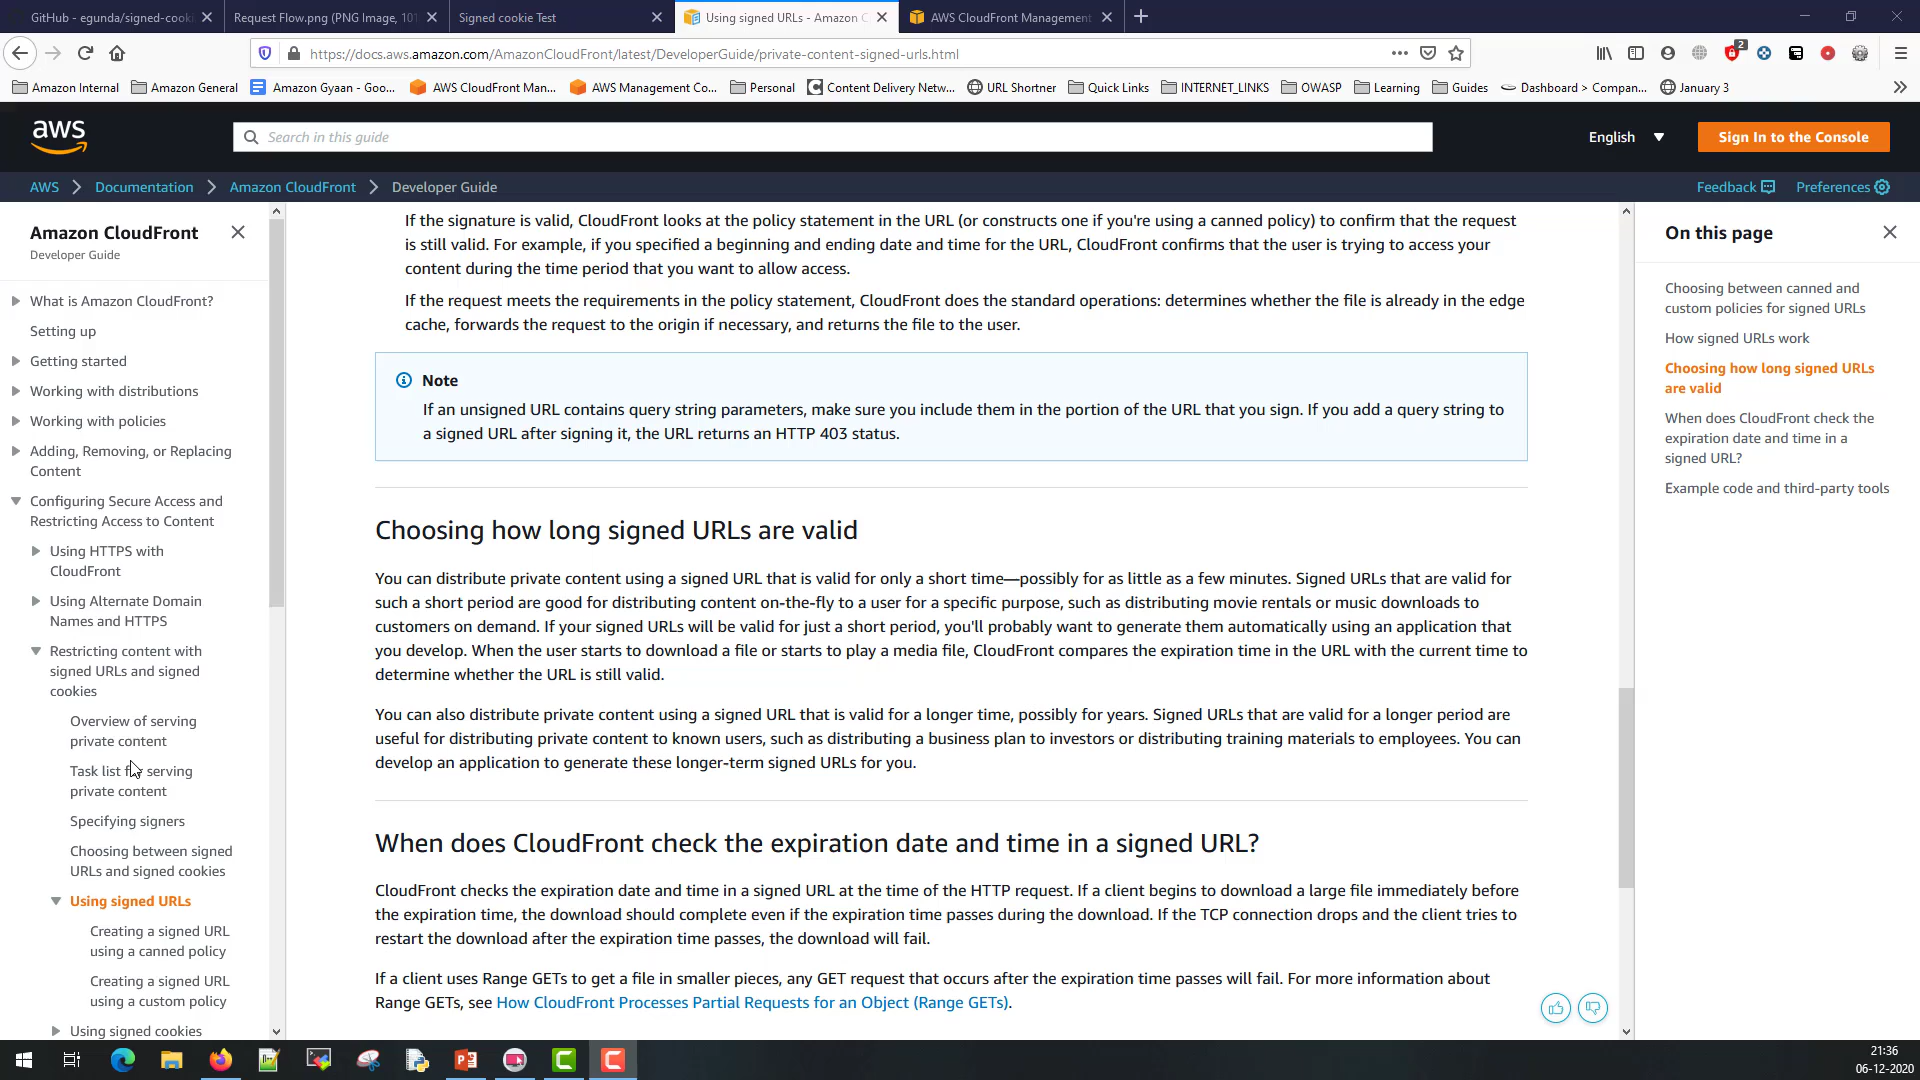 GitHub - egunda/signed-cooki
Request Flow.png (PNG Image, 101
Signed cookie Test
Using signed URLs - Amazon C
AWS CloudFront Management
https://docs.aws.amazon.com/AmazonCloudFront/latest/DeveloperGuide/private-content-signed-urls.html
2
Amazon Internal
Amazon General
Amazon Gyaan - Goo...
AWS CloudFront Man...
AWS Management Co...
Personal
Content Delivery Netw...
URL Shortner
Quick Links
INTERNET_LINKS
OWASP
Learning
Guides
Dashboard > Compan...
January 3
aws
Search in this guide
English
Sign In to the Console
AWS
Documentation
Amazon CloudFront
Developer Guide
Feedback
Preferences
Amazon CloudFront
Developer Guide
What is Amazon CloudFront?
Setting up
Getting started
Working with distributions
Working with policies
Adding, Removing, or Replacing
Content
Configuring Secure Access and
Restricting Access to Content
Using HTTPS with
CloudFront
Using Alternate Domain
Names and HTTPS
Restricting content with
signed URLs and signed
cookies
Overview of serving
private content
Task list for serving
private content
Specifying signers
Choosing between signed
URLs and signed cookies
Using signed URLs
Creating a signed URL
using a canned policy
Creating a signed URL
using a custom policy
Using signed cookies
If the signature is valid, CloudFront looks at the policy statement in the URL (or constructs one if you're using a canned policy) to confirm that the request
is still valid. For example, if you specified a beginning and ending date and time for the URL, CloudFront confirms that the user is trying to access your
content during the time period that you want to allow access.
If the request meets the requirements in the policy statement, CloudFront does the standard operations: determines whether the file is already in the edge
cache, forwards the request to the origin if necessary, and returns the file to the user.
Note
If an unsigned URL contains query string parameters, make sure you include them in the portion of the URL that you sign. If you add a query string to
a signed URL after signing it, the URL returns an HTTP 403 status.
Choosing how long signed URLs are valid
You can distribute private content using a signed URL that is valid for only a short time—possibly for as little as a few minutes. Signed URLs that are valid for
such a short period are good for distributing content on-the-fly to a user for a specific purpose, such as distributing movie rentals or music downloads to
customers on demand. If your signed URLs will be valid for just a short period, you'll probably want to generate them automatically using an application that
you develop. When the user starts to download a file or starts to play a media file, CloudFront compares the expiration time in the URL with the current time to
determine whether the URL is still valid.
You can also distribute private content using a signed URL that is valid for a longer time, possibly for years. Signed URLs that are valid for a longer period are
useful for distributing private content to known users, such as distributing a business plan to investors or distributing training materials to employees. You can
develop an application to generate these longer-term signed URLs for you.
When does CloudFront check the expiration date and time in a signed URL?
CloudFront checks the expiration date and time in a signed URL at the time of the HTTP request. If a client begins to download a large file immediately before
the expiration time, the download should complete even if the expiration time passes during the download. If the TCP connection drops and the client tries to
restart the download after the expiration time passes, the download will fail.
If a client uses Range GETs to get a file in smaller pieces, any GET request that occurs after the expiration time passes will fail. For more information about
Range GETs, see How CloudFront Processes Partial Requests for an Object (Range GETs).
On this page
Choosing between canned and
custom policies for signed URLs
How signed URLs work
Choosing how long signed URLs
are valid
When does CloudFront check the
expiration date and time in a
signed URL?
Example code and third-party tools
21:36
06-12-2020